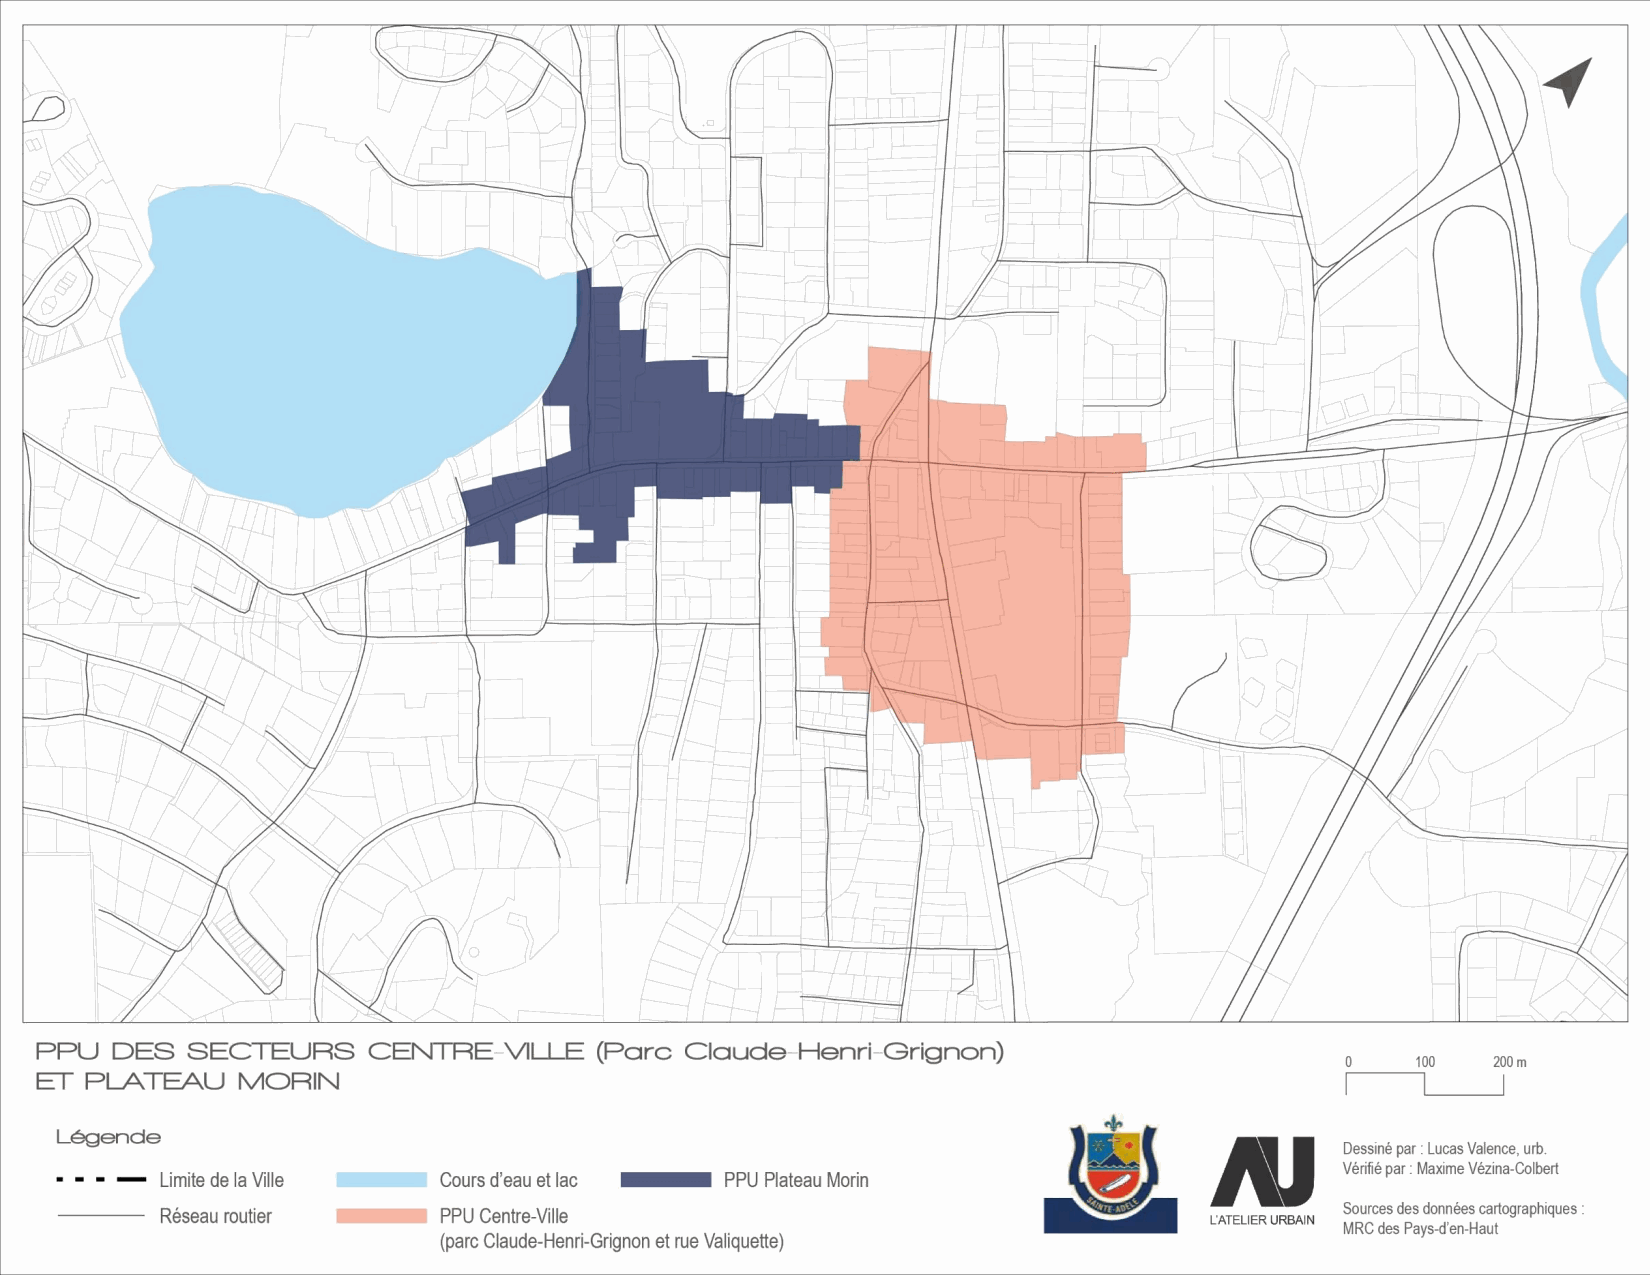 PPU DES SECTEURS CENTRE-VILLE (Parc Claude-Henri-Grignon)
ET PLATEAU MORIN
Légende
Limite de la Ville
Réseau routier
Cours d'eau et lac
PPU Centre-Ville
(parc Claude-Henri-Grignon et rue Valiquette)
PPU Plateau Morin
SAINTE-ADÈLE
AU
L'ATELIER URBAIN
0 100 200 m
Dessiné par : Lucas Valence, urb.
Vérifié par : Maxime Vézina-Colbert
Sources des données cartographiques :
MRC des Pays-d'en-Haut